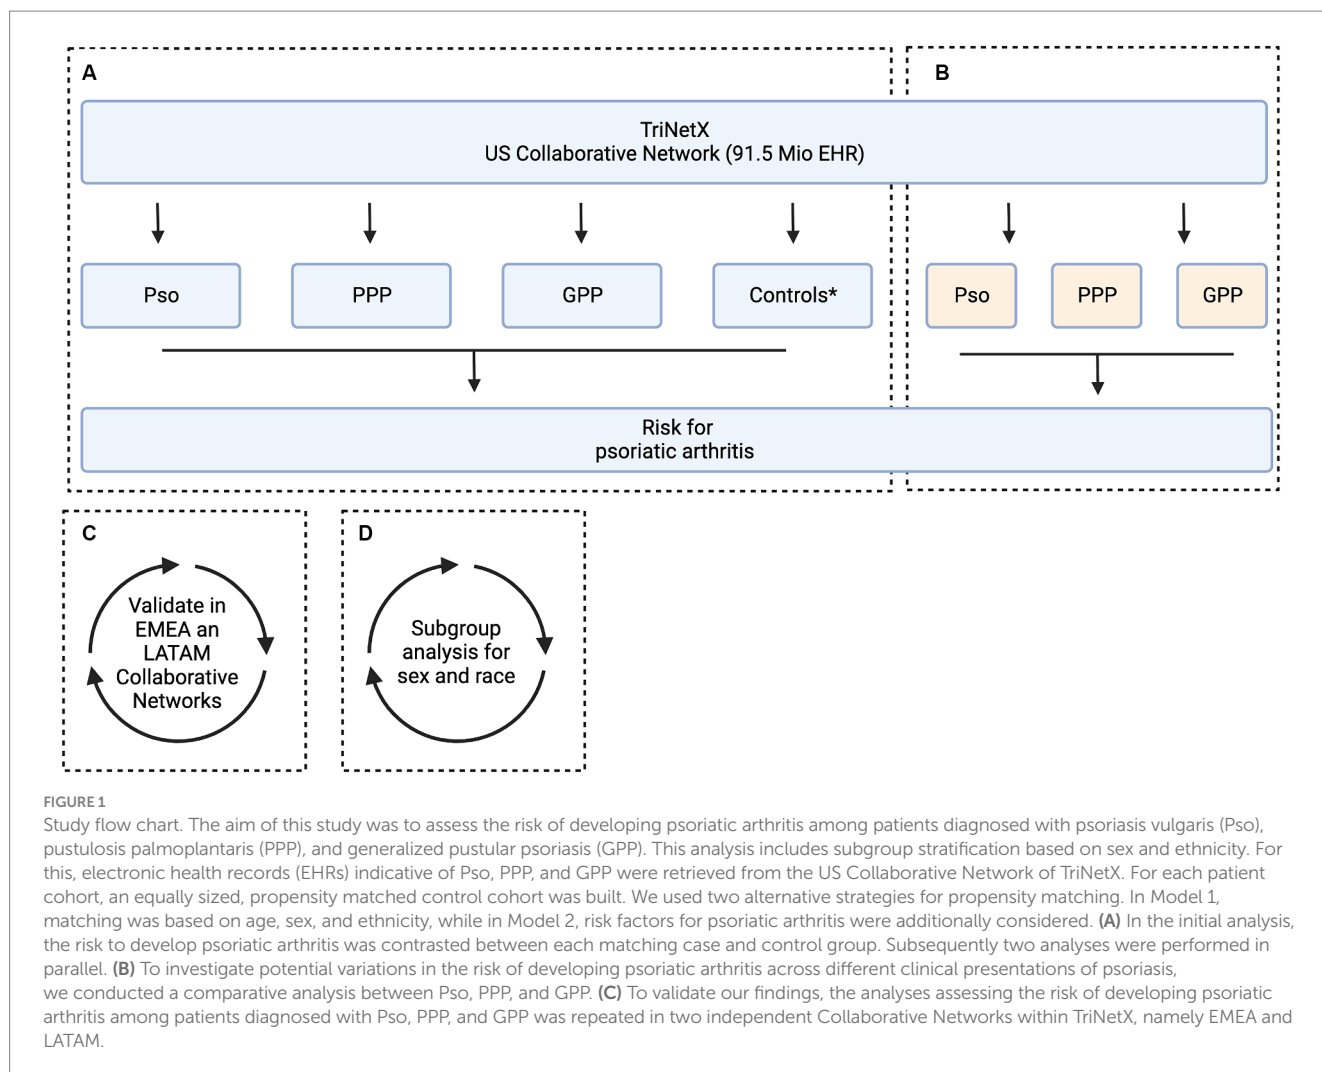 A
B
TriNetX
US Collaborative Network (91.5 Mio EHR)
Pso
PPP
GPP
Controls*
Pso
PPP
GPP
Risk for
psoriatic arthritis
C
Validate in
EMEA an
LATAM
Collaborative
Networks
D
Subgroup
analysis for
sex and race
FIGURE 1
Study flow chart. The aim of this study was to assess the risk of developing psoriatic arthritis among patients diagnosed with psoriasis vulgaris (Pso),
pustulosis palmoplantaris (PPP), and generalized pustular psoriasis (GPP). This analysis includes subgroup stratification based on sex and ethnicity. For
this, electronic health records (EHRs) indicative of Pso, PPP, and GPP were retrieved from the US Collaborative Network of TriNetX. For each patient
cohort, an equally sized, propensity matched control cohort was built. We used two alternative strategies for propensity matching. In Model 1,
matching was based on age, sex, and ethnicity, while in Model 2, risk factors for psoriatic arthritis were additionally considered. (A) In the initial analysis,
the risk to develop psoriatic arthritis was contrasted between each matching case and control group. Subsequently two analyses were performed in
parallel. (B) To investigate potential variations in the risk of developing psoriatic arthritis across different clinical presentations of psoriasis,
we conducted a comparative analysis between Pso, PPP, and GPP. (C) To validate our findings, the analyses assessing the risk of developing psoriatic
arthritis among patients diagnosed with Pso, PPP, and GPP was repeated in two independent Collaborative Networks within TriNetX, namely EMEA and
LATAM.